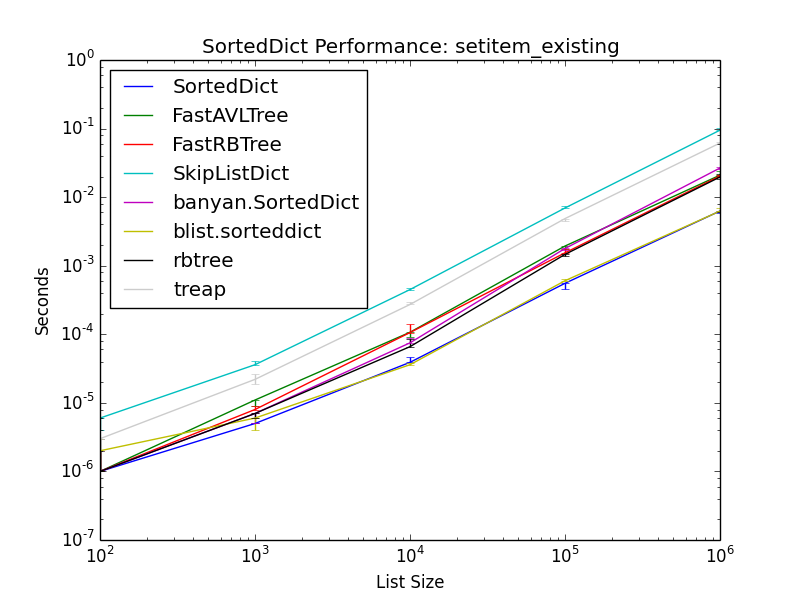 SortedDict Performance: setitem_existing
10^0
10^-1
10^-2
10^-3
10^-4
10^-5
10^-6
10^-7
Seconds
SortedDict
FastAVLTree
FastRBTree
SkipListDict
banyan.SortedDict
blist.sorteddict
rbtree
treap
10^2 10^3 10^4 10^5 10^6
List Size